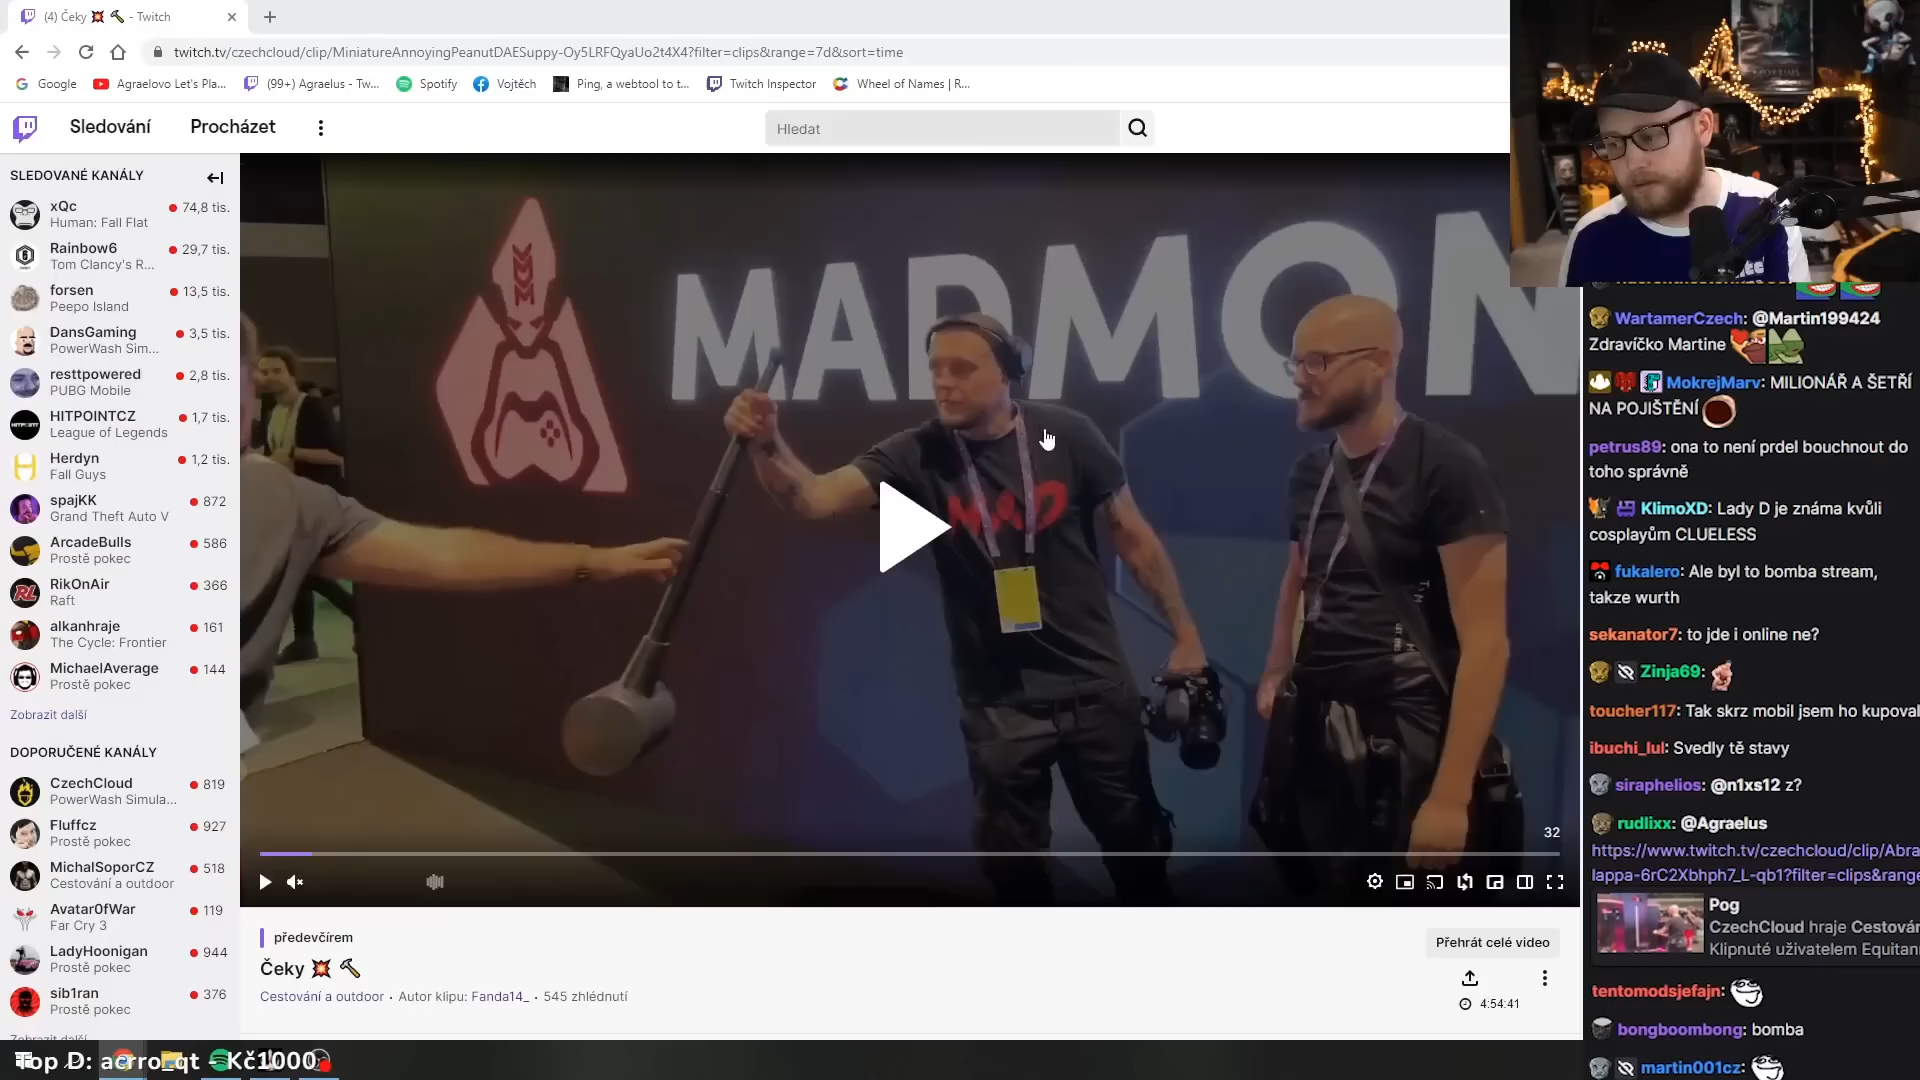 (4) Čeky 💥 🔨 - Twitch
twitch.tv/czechcloud/clip/MiniatureAnnoyingPeanutDAESuppy-Oy5LRFQyaUo2t4X4?filter=clips&range=7d&sort=time
Google
Agraelovo Let's Pla...
(99+) Agraelus - Tw...
Spotify
Vojtěch
Ping, a webtool to t...
Twitch Inspector
Wheel of Names | R...
Sledování
Procházet
Hledat
SLEDOVANÉ KANÁLY
xQc
74,8 tis.
Human: Fall Flat
Rainbow6
29,7 tis.
Tom Clancy's R...
forsen
13,5 tis.
Peepo Island
DansGaming
3,5 tis.
PowerWash Sim...
resttpowered
2,8 tis.
PUBG Mobile
HITPOINTCZ
1,7 tis.
League of Legends
Herdyn
1,2 tis.
Fall Guys
spajKK
872
Grand Theft Auto V
ArcadeBulls
586
Prostě pokec
RikOnAir
366
Raft
alkanhraje
161
The Cycle: Frontier
MichaelAverage
144
Prostě pokec
Zobrazit další
DOPORUČENÉ KANÁLY
CzechCloud
819
PowerWash Simula...
Fluffcz
927
Prostě pokec
MichalSoporCZ
518
Cestování a outdoor
Avatar0fWar
119
Far Cry 3
LadyHoonigan
944
Prostě pokec
sib1ran
376
Prostě pokec
Zobrazit další
MADMON
MAD
32
předevčírem
Čeky 💥 🔨
Cestování a outdoor · Autor klipu: Fanda14_ · 545 zhlédnutí
Přehrát celé video
4:54:41
WartamerCzech: @Martin199424
Zdravíčko Martine
MokrejMarv: MILIONÁŘ A ŠETŘÍ
NA POJIŠTĚNÍ
petrus89: ona to není prdel bouchnout do
toho správně
KlimoXD: Lady D je známa kvůli
cosplayům CLUELESS
fukalero: Ale byl to bomba stream,
takze wurth
sekanator7: to jde i online ne?
Zinja69:
toucher117: Tak skrz mobil jsem ho kupoval
ibuchi_lul: Svedly tě stavy
siraphelios: @n1xs12 z?
rudlixx: @Agraelus
https://www.twitch.tv/czechcloud/clip/Abra
lappa-6rC2Xbhph7_L-qb1?filter=clips&range
Pog
CzechCloud hraje Cestován
Klipnuté uživatelem Equitan
tentomodsjefajn:
bongboombong: bomba
martin001cz:
Top D: acrro_qt - Kč1000